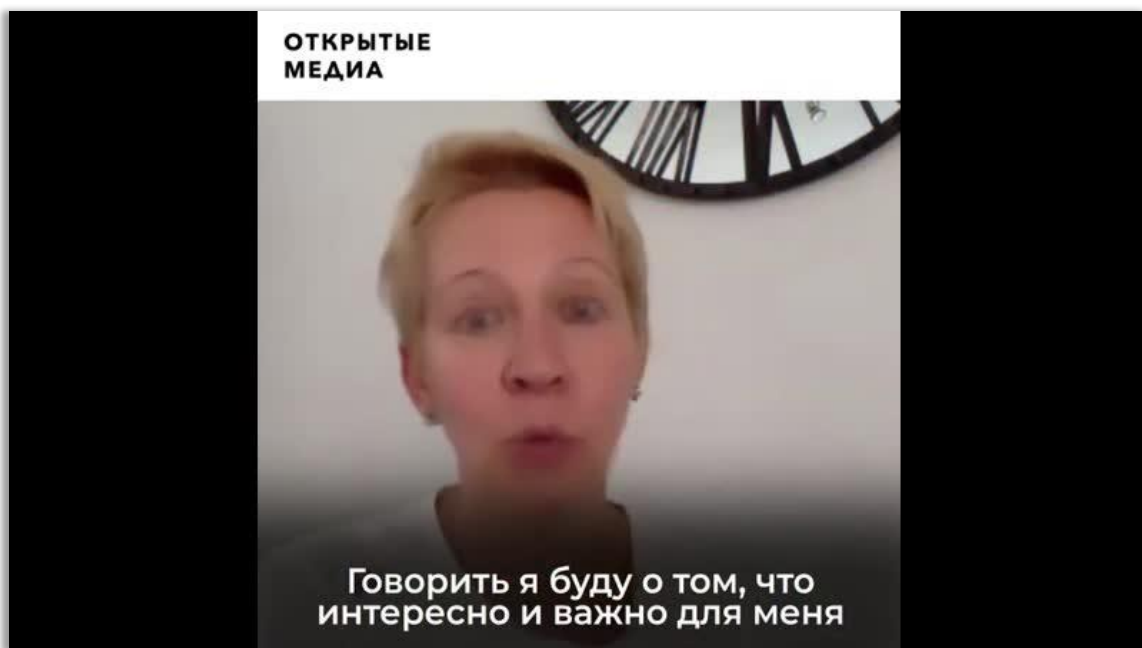 ОТКРЫТЫЕ
МЕДИА
Говорить я буду о том, что
интересно и важно для меня